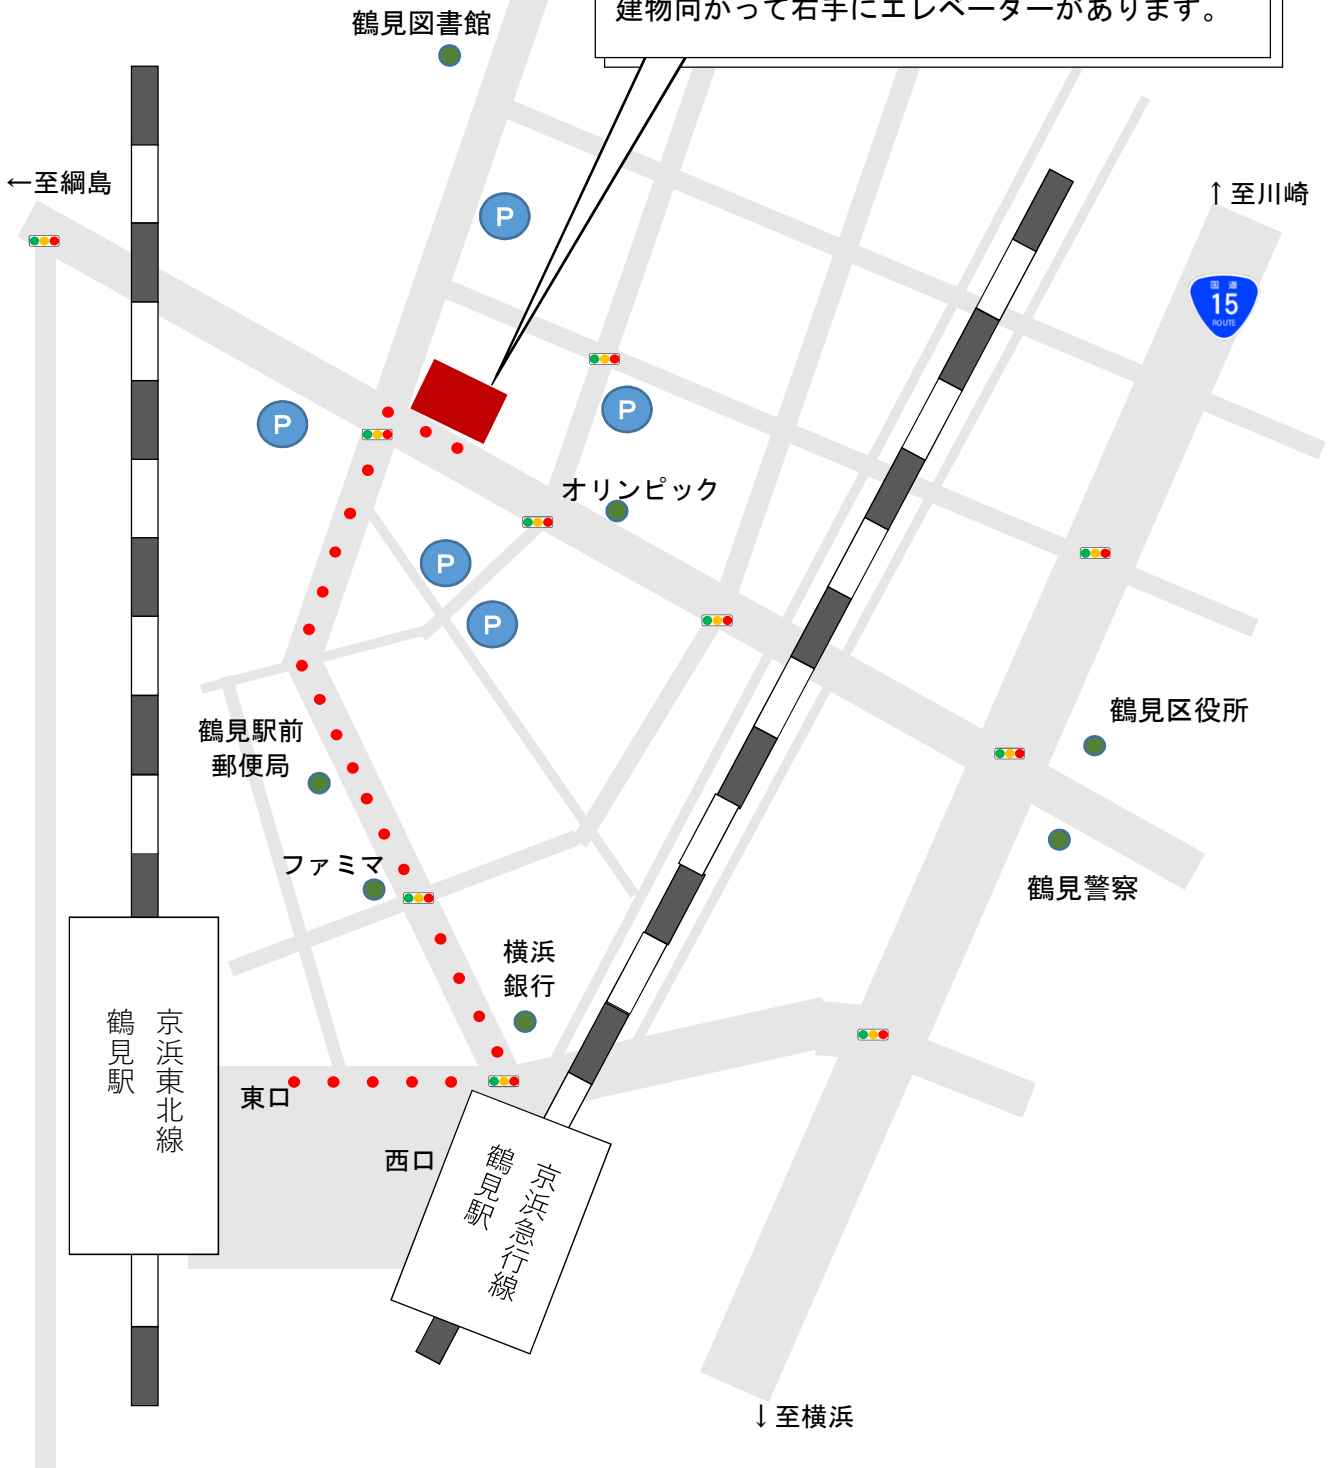 建物向かって右手にエレベーターがあります。
鶴見図書館
←至綱島
↑至川崎
国道
15
ROUTE
P
P
P
オリンピック
P
P
鶴見区役所
鶴見駅前
郵便局
ファミマ
鶴見警察
横浜
銀行
京浜東北線
鶴見駅
東口
西口
京浜急行線
鶴見駅
↓至横浜